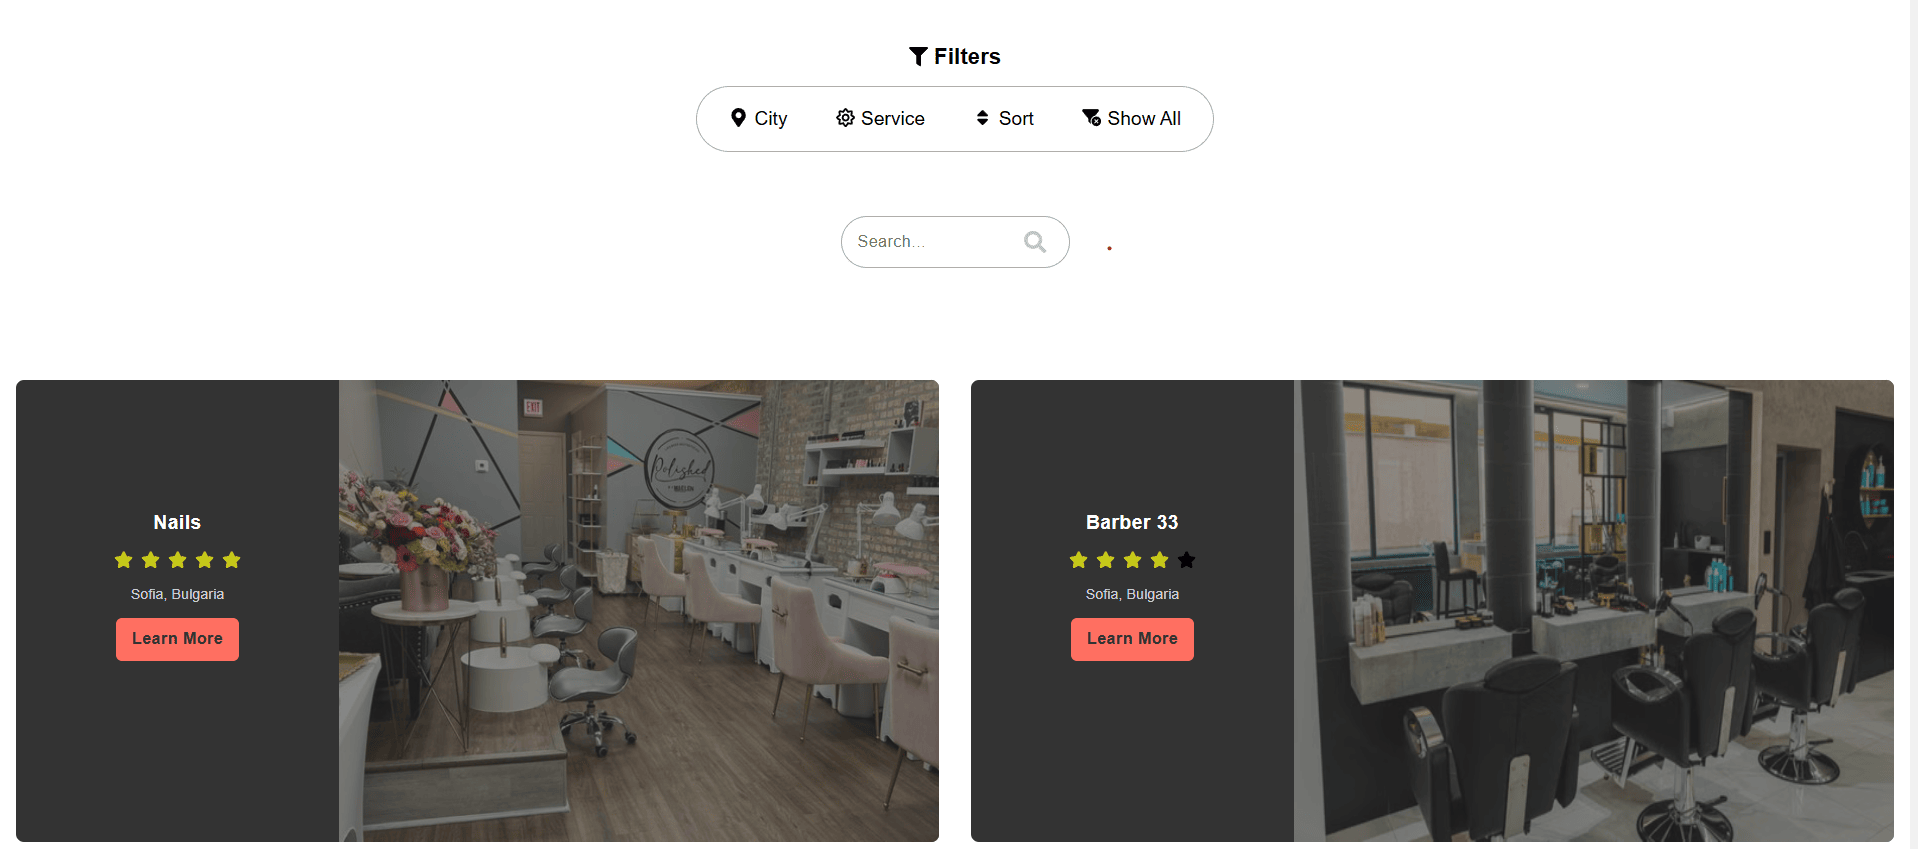 Filters
City Service Sort Show All
Search...
Nails
Sofia, Bulgaria
Learn More
EXIT
Polished
Barber 33
Sofia, Bulgaria
Learn More